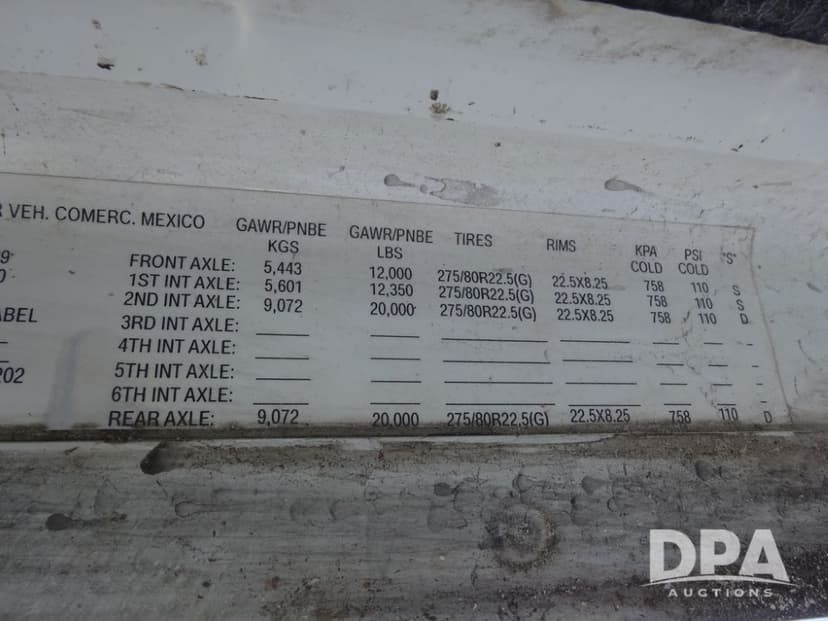 R VEH. COMERC. MEXICO GAWR/PNBE KGS GAWR/PNBE LBS TIRES RIMS KPA COLD PSI COLD "S"
9 FRONT AXLE: 5,443 12,000 275/80R22.5(G) 22.5X8.25 758 110 S
0 1ST INT AXLE: 5,601 12,350 275/80R22.5(G) 22.5X8.25 758 110 S
2ND INT AXLE: 9,072 20,000 275/80R22.5(G) 22.5X8.25 758 110 D
ABEL 3RD INT AXLE:
4TH INT AXLE:
202 5TH INT AXLE:
6TH INT AXLE:
REAR AXLE: 9,072 20,000 275/80R22.5(G) 22.5X8.25 758 110 D
DPA
AUCTIONS